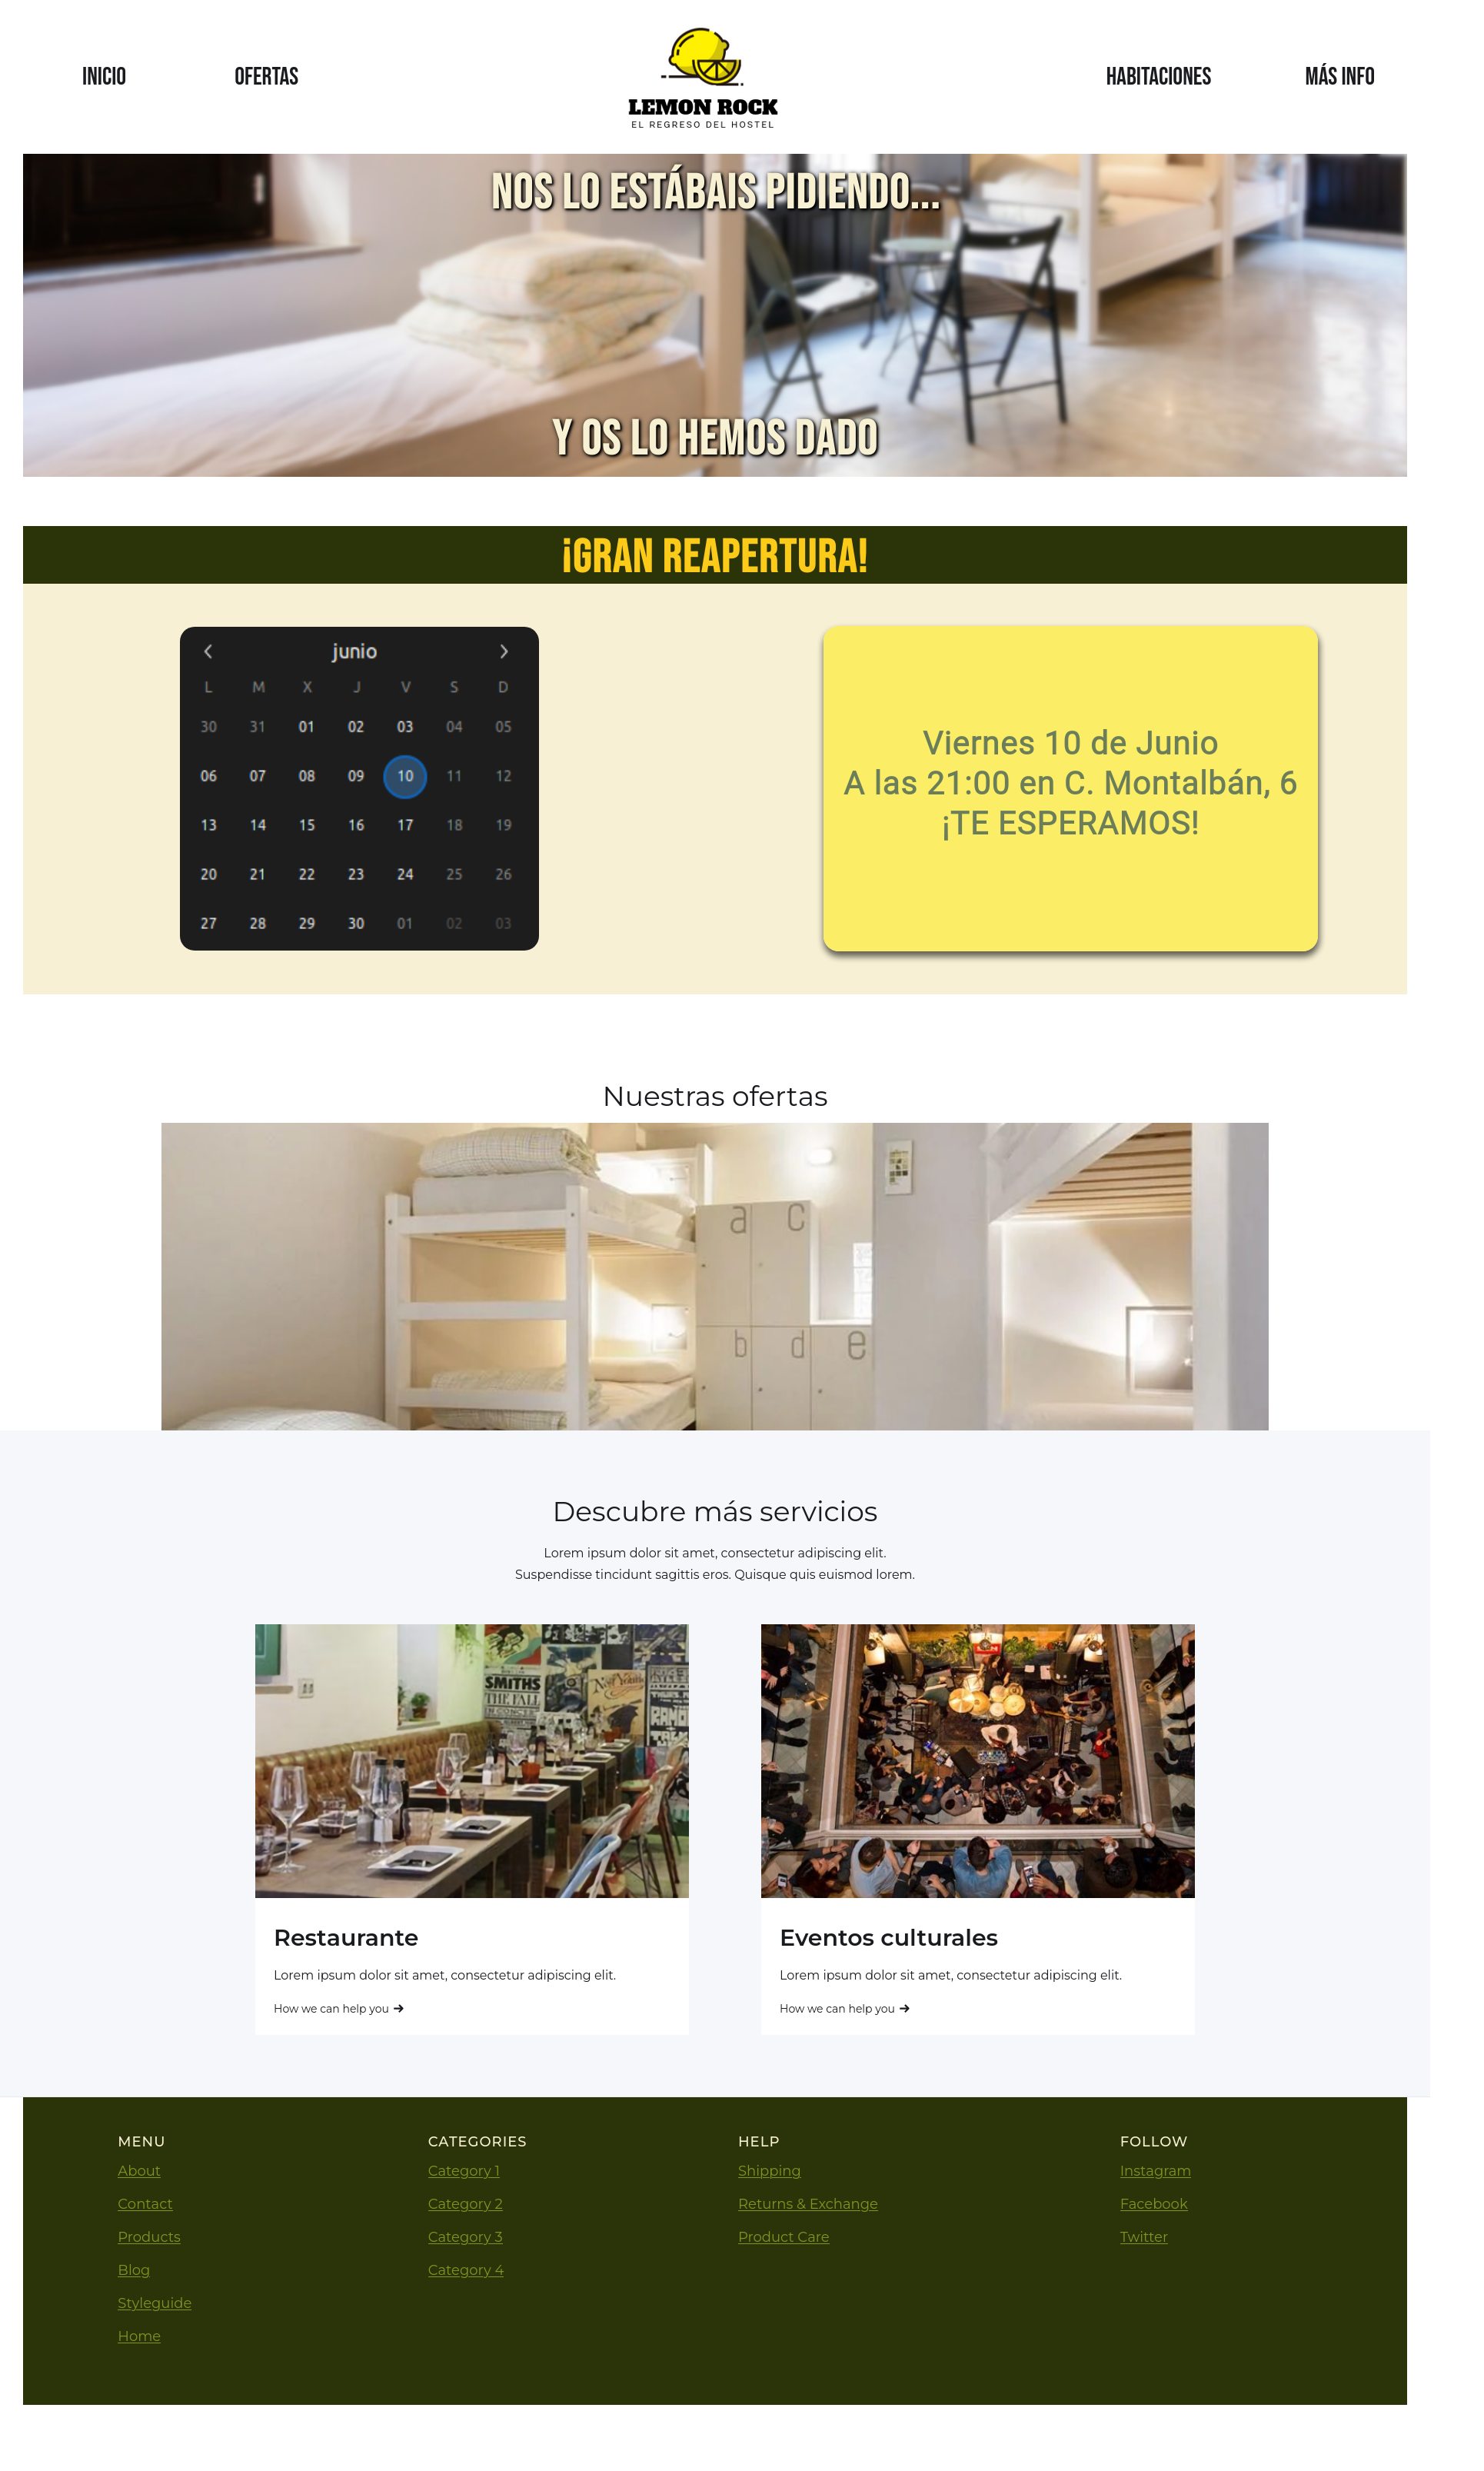 INICIO
OFERTAS
LEMON ROCK
EL REGRESO DEL HOSTEL
HABITACIONES
MÁS INFO
NOS LO ESTÁBAIS PIDIENDO...
Y OS LO HEMOS DADO
¡GRAN REAPERTURA!
junio
L M X J V S D
30 31 01 02 03 04 05
06 07 08 09 10 11 12
13 14 15 16 17 18 19
20 21 22 23 24 25 26
27 28 29 30 01 02 03
Viernes 10 de Junio
A las 21:00 en C. Montalbán, 6
¡TE ESPERAMOS!
Nuestras ofertas
a c
b d e
Descubre más servicios
Lorem ipsum dolor sit amet, consectetur adipiscing elit.
Suspendisse tincidunt sagittis eros. Quisque quis euismod lorem.
SMITHS
THE FALL
Restaurante
Lorem ipsum dolor sit amet, consectetur adipiscing elit.
How we can help you →
Eventos culturales
Lorem ipsum dolor sit amet, consectetur adipiscing elit.
How we can help you →
MENU
About
Contact
Products
Blog
Styleguide
Home
CATEGORIES
Category 1
Category 2
Category 3
Category 4
HELP
Shipping
Returns & Exchange
Product Care
FOLLOW
Instagram
Facebook
Twitter